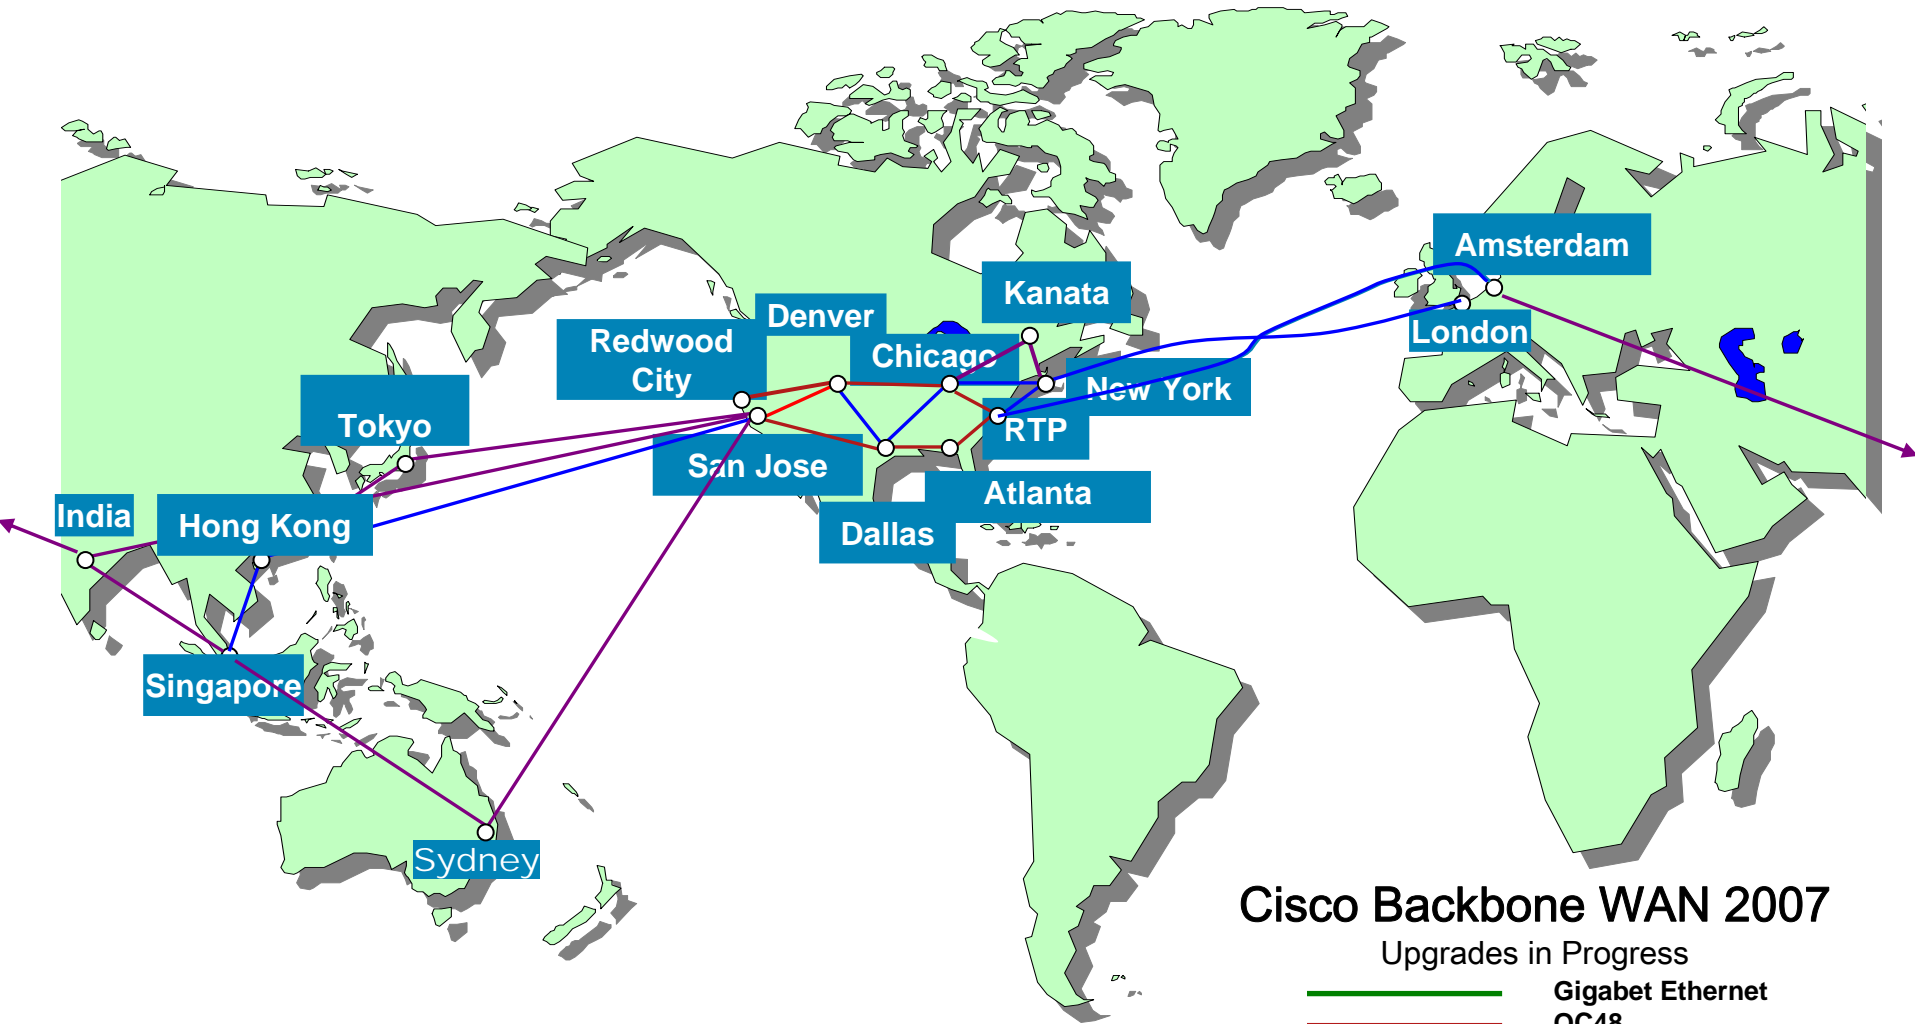 Amsterdam
Kanata
Denver
Redwood
City
Chicago
London
New York
Tokyo
RTP
San Jose
Atlanta
India
Hong Kong
Dallas
Singapore
Sydney
Cisco Backbone WAN 2007
Upgrades in Progress
Gigabet Ethernet
OC48